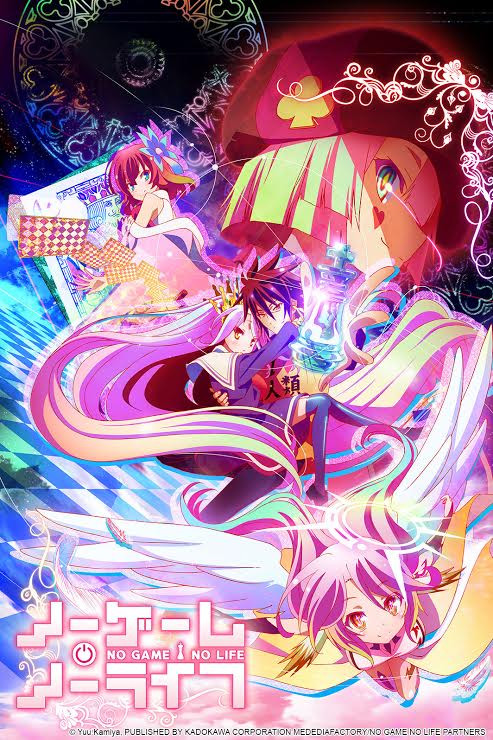 人類
ノーゲーム
NO GAME NO LIFE
ノーライフ
© Yuu Kamiya, PUBLISHED BY KADOKAWA CORPORATION MEDEDIAFACTORY/NO GAME NO LIFE PARTNERS